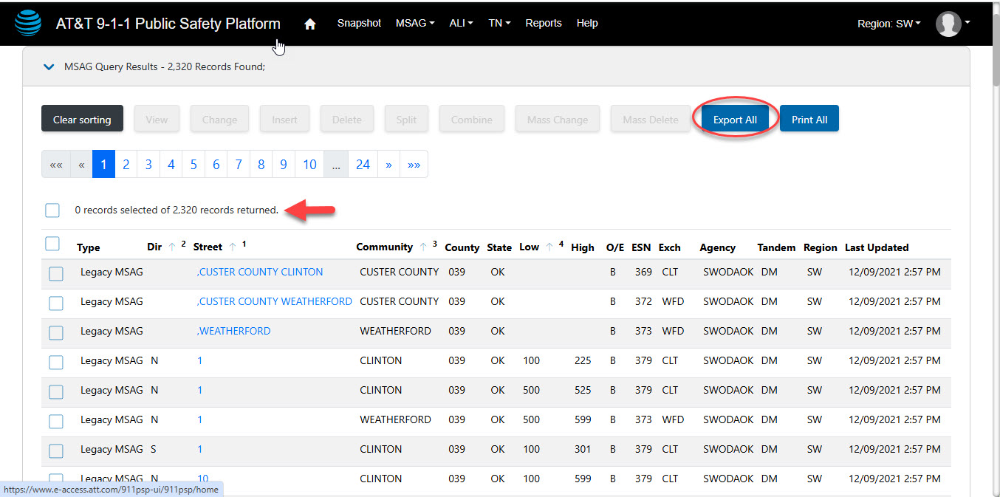 AT&T 9-1-1 Public Safety Platform Snapshot MSAG ALI TN Reports Help Region: SW
MSAG Query Results - 2,320 Records Found;
Clear sorting View Change Insert Delete Split Combine Mass Change Mass Delete Export All Print All
«« « 1 2 3 4 5 6 7 8 9 10 ... 24 » »»
0 records selected of 2,320 records returned.
Type Dir ↑ 2 Street ↑ 1 Community ↑ 3 County State Low ↑ 4 High O/E ESN Exch Agency Tandem Region Last Updated
Legacy MSAG ,CUSTER COUNTY CLINTON CUSTER COUNTY 039 OK B 369 CLT SWODAOK DM SW 12/09/2021 2:57 PM
Legacy MSAG ,CUSTER COUNTY WEATHERFORD CUSTER COUNTY 039 OK B 372 WFD SWODAOK DM SW 12/09/2021 2:57 PM
Legacy MSAG ,WEATHERFORD WEATHERFORD 039 OK B 373 WFD SWODAOK DM SW 12/09/2021 2:57 PM
Legacy MSAG N 1 CLINTON 039 OK 100 225 B 379 CLT SWODAOK DM SW 12/09/2021 2:57 PM
Legacy MSAG N 1 CLINTON 039 OK 500 525 B 379 CLT SWODAOK DM SW 12/09/2021 2:57 PM
Legacy MSAG N 1 WEATHERFORD 039 OK 500 599 B 373 WFD SWODAOK DM SW 12/09/2021 2:57 PM
Legacy MSAG S 1 CLINTON 039 OK 100 301 B 379 CLT SWODAOK DM SW 12/09/2021 2:57 PM
Legacy MSAG N 10 CLINTON 039 OK 100 599 B 379 CLT SWODAOK DM SW 12/09/2021 2:57 PM
https://www.e-access.att.com/911psp-ui/911psp/home